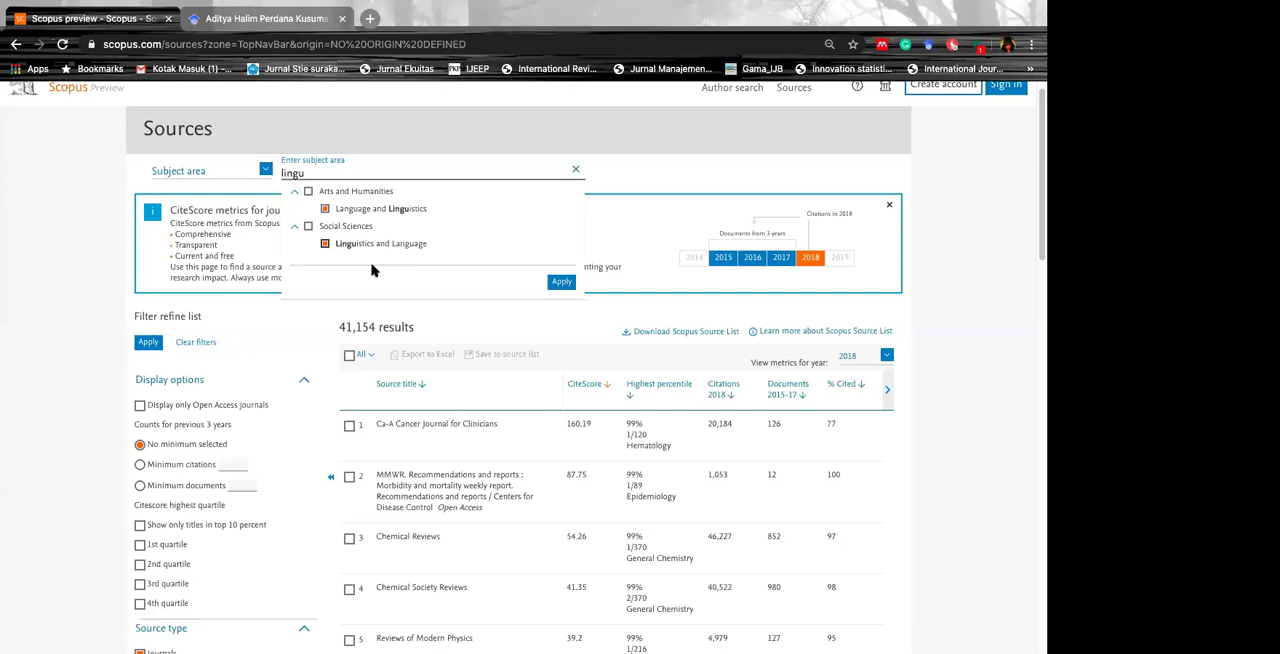 Scopus preview - Scopus - So
Aditya Halim Perdana Kusuma
scopus.com/sources?zone=TopNavBar&origin=NO%20ORIGIN%20DEFINED
Apps
Bookmarks
Kotak Masuk (1) -...
Jurnal Stie suraka...
Jurnal Ekuitas
IJEEP
International Revi...
Jurnal Manajemen...
Gama_IJB
Innovation statisti...
International Jour...
»
Scopus Preview
Author search
Sources
Create account
Sign in
Sources
Subject area
Enter subject area
lingu
Arts and Humanities
Language and Linguistics
Social Sciences
Linguistics and Language
Apply
CiteScore metrics for jou
CiteScore metrics from Scopus
• Comprehensive
• Transparent
• Current and free
Use this page to find a source a
nting your
research impact. Always use mo
Citations in 2018
Documents from 3 years
2014 2015 2016 2017 2018 2019
Filter refine list
Apply
Clear filters
Display options
Display only Open Access journals
Counts for previous 3 years
No minimum selected
Minimum citations
Minimum documents
Citescore highest quartile
Show only titles in top 10 percent
1st quartile
2nd quartile
3rd quartile
4th quartile
Source type
Journals
41,154 results
Download Scopus Source List
Learn more about Scopus Source List
All
Export to Excel
Save to source list
View metrics for year:
2018
Source title
CiteScore
Highest percentile
Citations 2018
Documents 2015-17
% Cited
1 Ca-A Cancer Journal for Clinicians 160.19 99% 20,184 126 77
1/120
Hematology
2 MMWR. Recommendations and reports : 87.75 99% 1,053 12 100
Morbidity and mortality weekly report. 1/89
Recommendations and reports / Centers for Epidemiology
Disease Control Open Access
3 Chemical Reviews 54.26 99% 46,227 852 97
1/370
General Chemistry
4 Chemical Society Reviews 41.35 99% 40,522 980 98
2/370
General Chemistry
5 Reviews of Modern Physics 39.2 99% 4,979 127 95
1/216